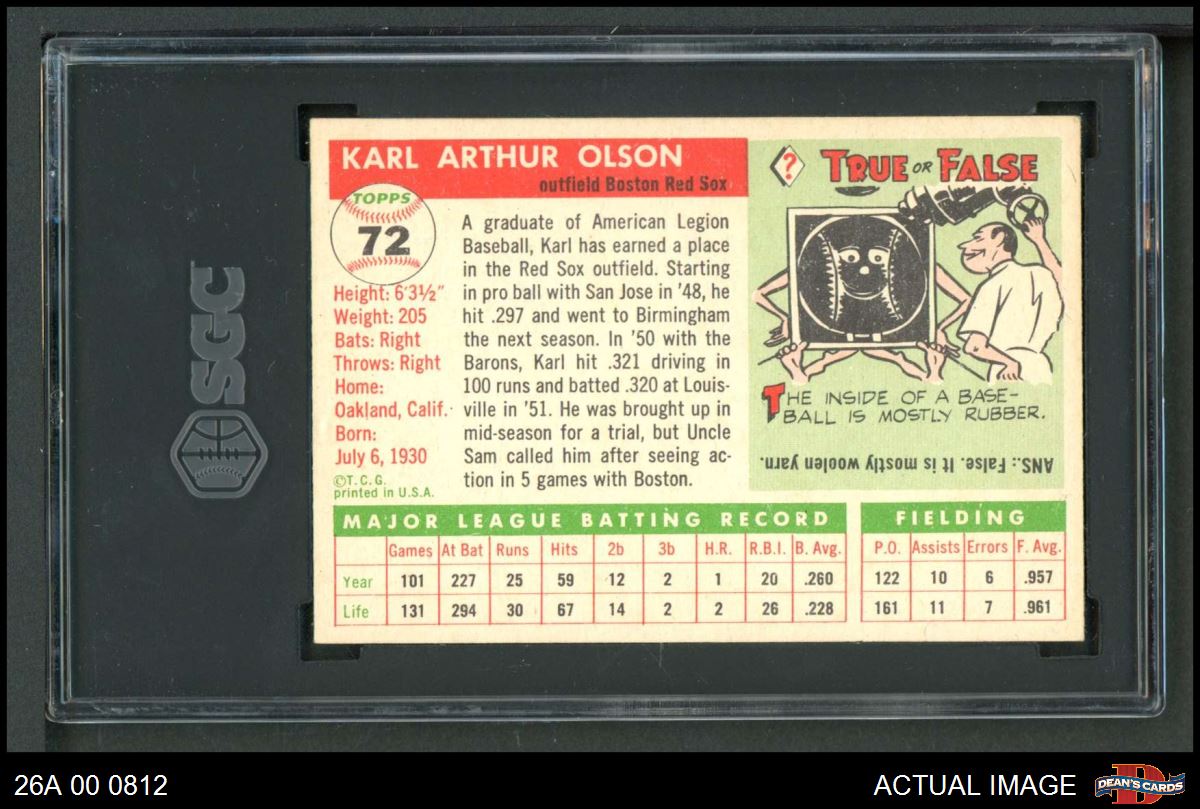 SGC
KARL ARTHUR OLSON
outfield Boston Red Sox
TOPPS
72
Height: 6'3½"
Weight: 205
Bats: Right
Throws: Right
Home:
Oakland, Calif.
Born:
July 6, 1930
©T.C.G.
printed in U.S.A.
A graduate of American Legion
Baseball, Karl has earned a place
in the Red Sox outfield. Starting
in pro ball with San Jose in '48, he
hit .297 and went to Birmingham
the next season. In '50 with the
Barons, Karl hit .321 driving in
100 runs and batted .320 at Louis-
ville in '51. He was brought up in
mid-season for a trial, but Uncle
Sam called him after seeing ac-
tion in 5 games with Boston.
? TRUE OR FALSE
THE INSIDE OF A BASE-
BALL IS MOSTLY RUBBER.
ANS.: False. It is mostly woolen yarn.
MAJOR LEAGUE BATTING RECORD
Games At Bat Runs Hits 2b 3b H.R. R.B.I. B. Avg.
Year 101 227 25 59 12 2 1 20 .260
Life 131 294 30 67 14 2 2 26 .228
FIELDING
P.O. Assists Errors F. Avg.
122 10 6 .957
161 11 7 .961
26A 00 0812
ACTUAL IMAGE
DEAN'S CARDS